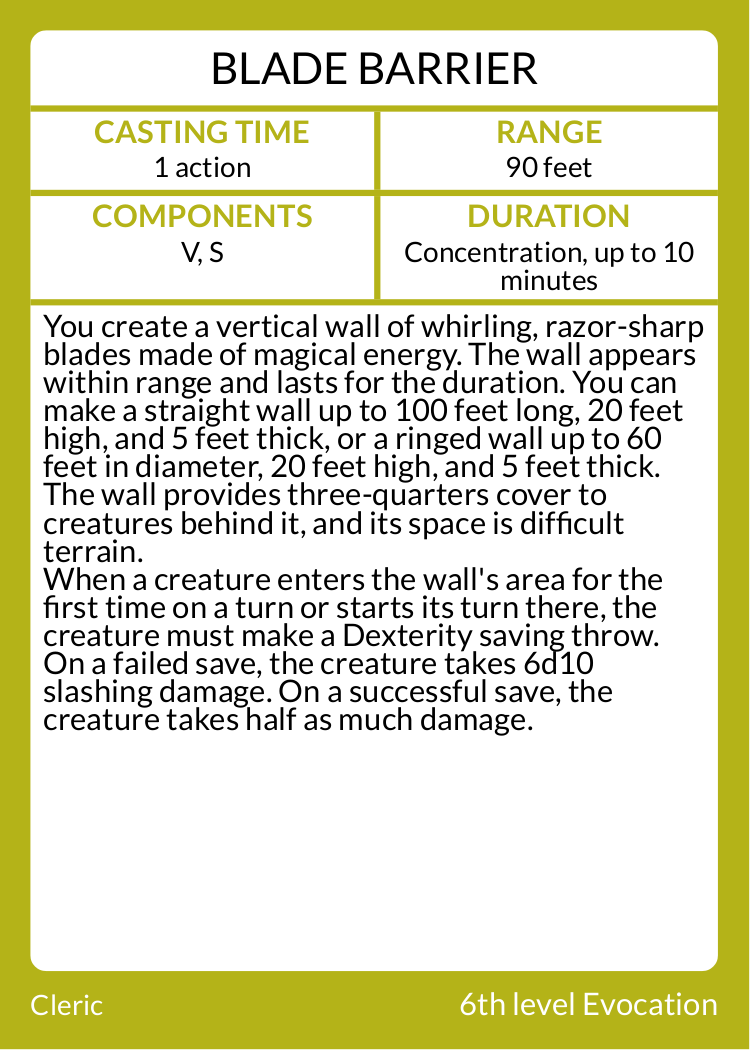 BLADE BARRIER
CASTING TIME
1 action
RANGE
90 feet
COMPONENTS
V, S
DURATION
Concentration, up to 10
minutes
You create a vertical wall of whirling, razor-sharp
blades made of magical energy. The wall appears
within range and lasts for the duration. You can
make a straight wall up to 100 feet long, 20 feet
high, and 5 feet thick, or a ringed wall up to 60
feet in diameter, 20 feet high, and 5 feet thick.
The wall provides three-quarters cover to
creatures behind it, and its space is difficult
terrain.
When a creature enters the wall's area for the
first time on a turn or starts its turn there, the
creature must make a Dexterity saving throw.
On a failed save, the creature takes 6d10
slashing damage. On a successful save, the
creature takes half as much damage.
Cleric
6th level Evocation